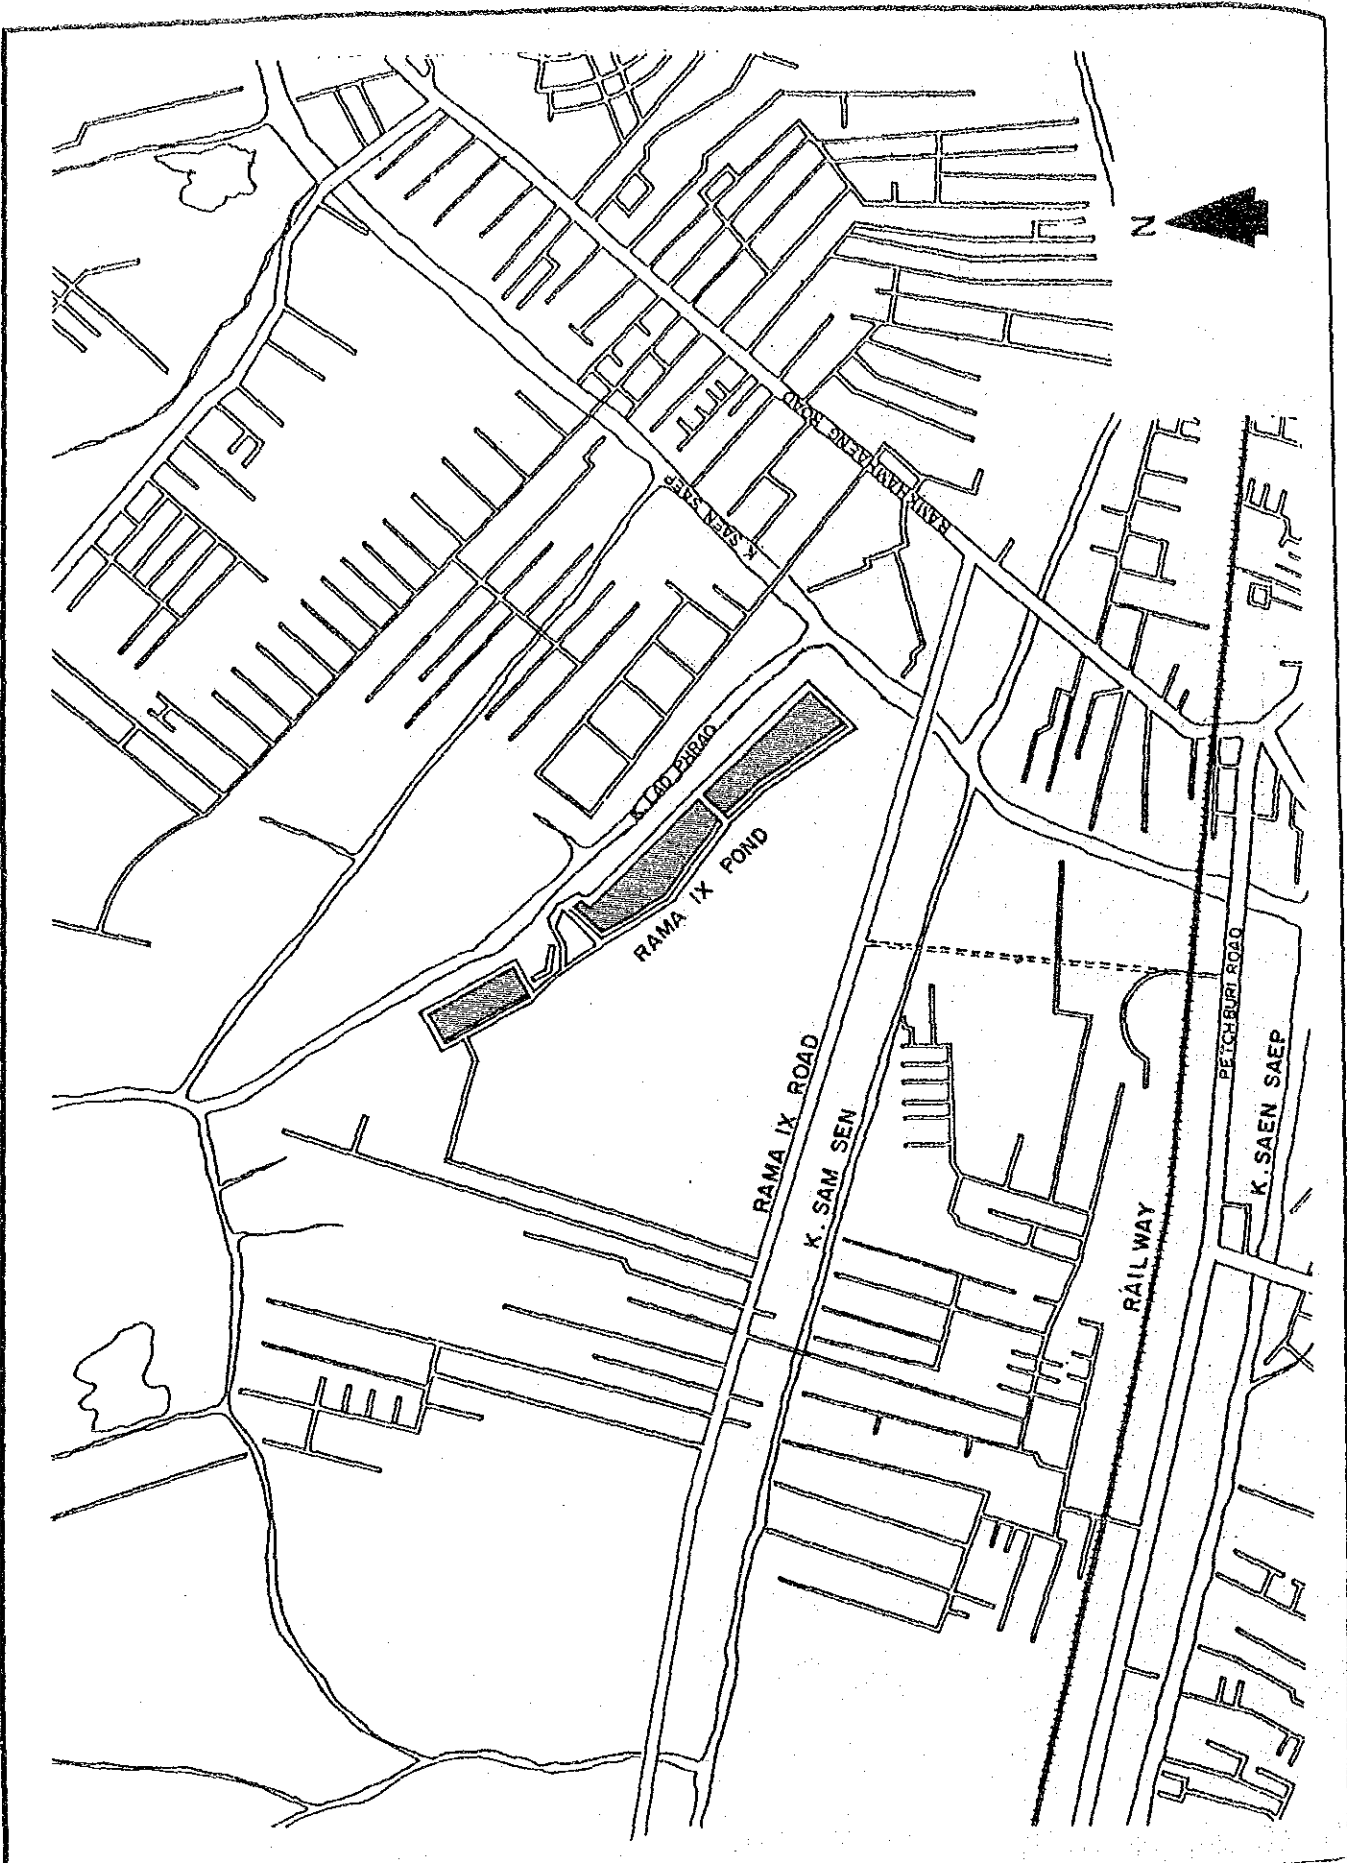 N
K. SAEN SAEP
RAMKHAMHAENG ROAD
K. LAD PHRAO
RAMA IX POND
RAMA IX ROAD
K. SAM SEN
PETCHBURI ROAD
K. SAEN SAEP
RAILWAY